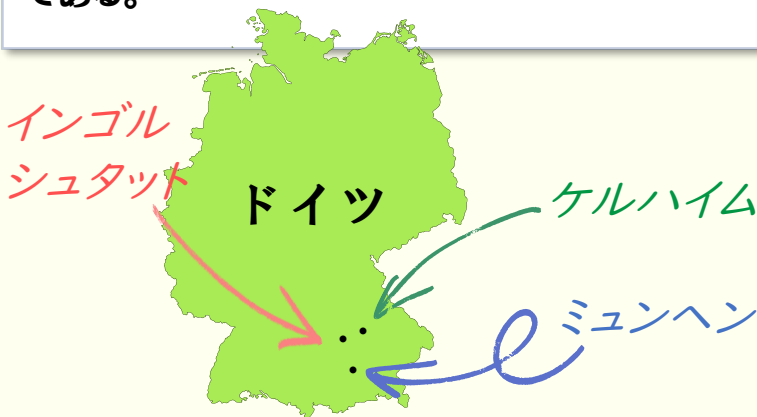 である。
インゴル
シュタット
ドイツ
ケルハイム
ミュンヘン